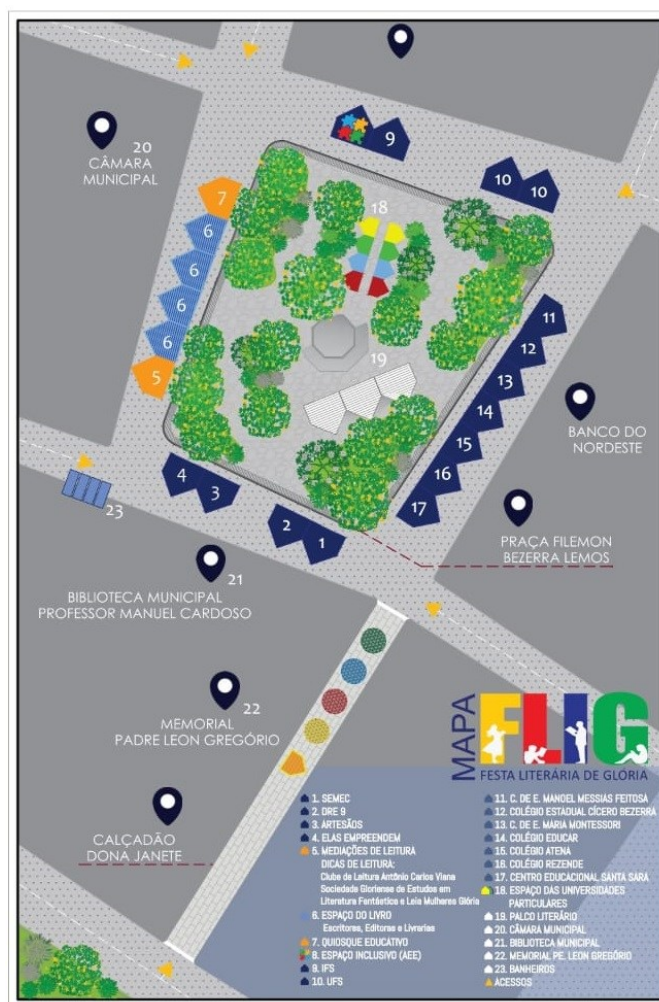 20
CÂMARA
MUNICIPAL
9
10
10
18
7
6
6
6
6
5
19
11
12
13
14
15
16
17
BANCO DO
NORDESTE
4
3
2
1
23
PRAÇA FILEMON
BEZERRA LEMOS
21
BIBLIOTECA MUNICIPAL
PROFESSOR MANUEL CARDOSO
22
MEMORIAL
PADRE LEON GREGÓRIO
CALÇADÃO
DONA JANETE
MAPA
FLIG
FESTA LITERÁRIA DE GLÓRIA
1. SEMEC
2. DRE 9
3. ARTESÃOS
4. ELAS EMPREENDEM
5. MEDIAÇÕES DE LEITURA
DICAS DE LEITURA:
Clube de Leitura Antônio Carlos Viana
Sociedade Gloriense de Estudos em
Literatura Fantástica e Leia Mulheres Glória
6. ESPAÇO DO LIVRO
Escritores, Editoras e Livrarias
7. QUIOSQUE EDUCATIVO
8. ESPAÇO INCLUSIVO (AEE)
9. IFS
10. UFS
11. C. DE E. MANOEL MESSIAS FEITOSA
12. COLÉGIO ESTADUAL CÍCERO BEZERRA
13. C. DE E. MARIA MONTESSORI
14. COLÉGIO EDUCAR
15. COLÉGIO ATENA
16. COLÉGIO REZENDE
17. CENTRO EDUCACIONAL SANTA SARA
18. ESPAÇO DAS UNIVERSIDADES
PARTICULARES
19. PALCO LITERÁRIO
20. CÂMARA MUNICIPAL
21. BIBLIOTECA MUNICIPAL
22. MEMORIAL PE. LEON GREGÓRIO
23. BANHEIROS
ACESSOS